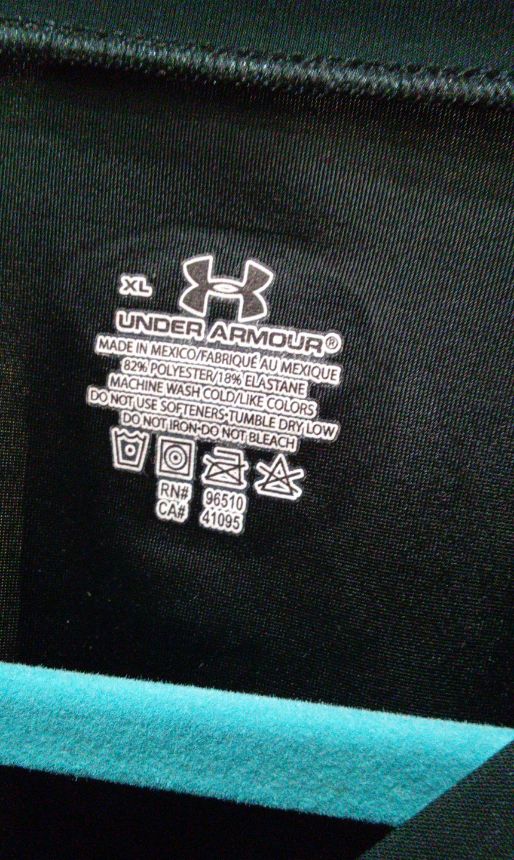 XL
UNDER ARMOUR®
MADE IN MEXICO/FABRIQUÉ AU MEXIQUE
82% POLYESTER/18% ELASTANE
MACHINE WASH COLD/LIKE COLORS
DO NOT USE SOFTENERS·TUMBLE DRY LOW
DO NOT IRON·DO NOT BLEACH
RN# 96510
CA# 41095